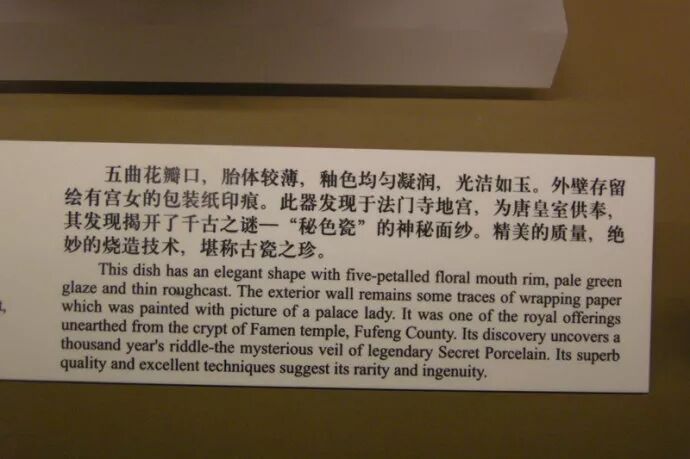 五曲花瓣口，胎体较薄，釉色均匀凝润，光洁如玉。外壁存留
绘有宫女的包装纸印痕。此器发现于法门寺地宫，为唐皇室供奉，
其发现揭开了千古之谜—“秘色瓷”的神秘面纱。精美的质量，绝
妙的烧造技术，堪称古瓷之珍。
This dish has an elegant shape with five-petalled floral mouth rim, pale green
glaze and thin roughcast. The exterior wall remains some traces of wrapping paper
which was painted with picture of a palace lady. It was one of the royal offerings
unearthed from the crypt of Famen temple, Fufeng County. Its discovery uncovers a
thousand year's riddle-the mysterious veil of legendary Secret Porcelain. Its superb
quality and excellent techniques suggest its rarity and ingenuity.